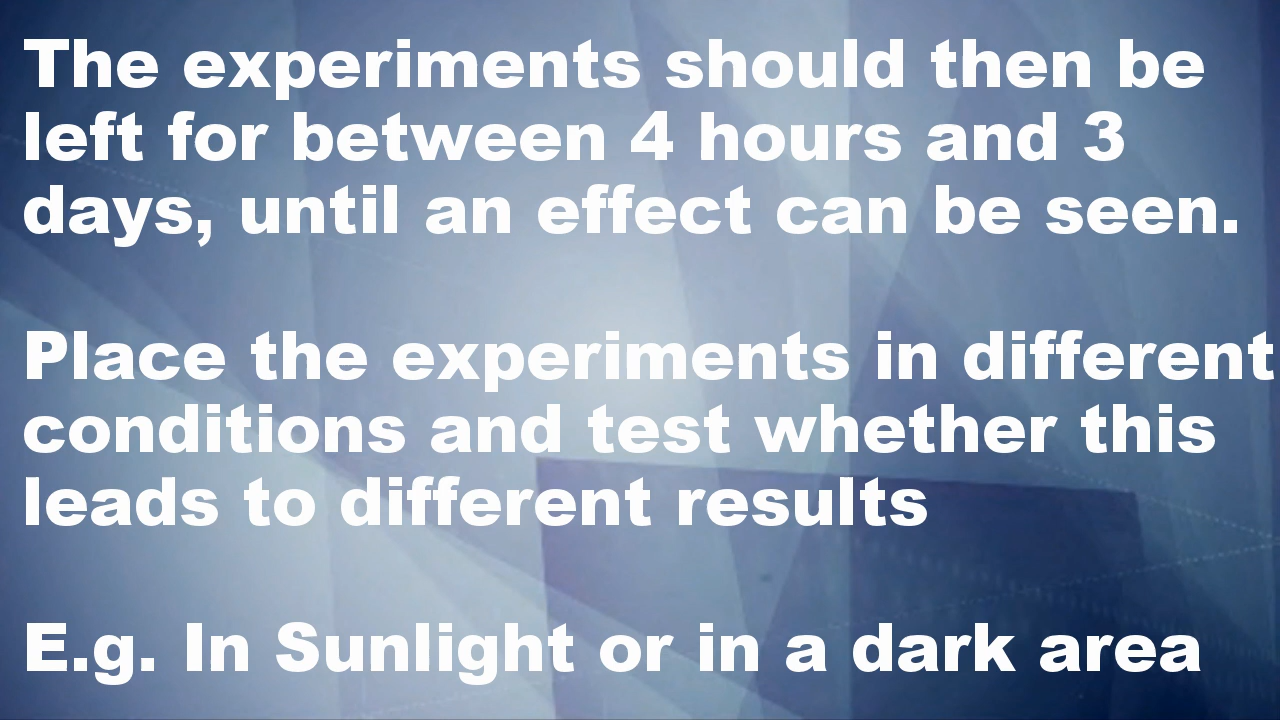 The experiments should then be
left for between 4 hours and 3
days, until an effect can be seen.
Place the experiments in different
conditions and test whether this
leads to different results
E.g. In Sunlight or in a dark area